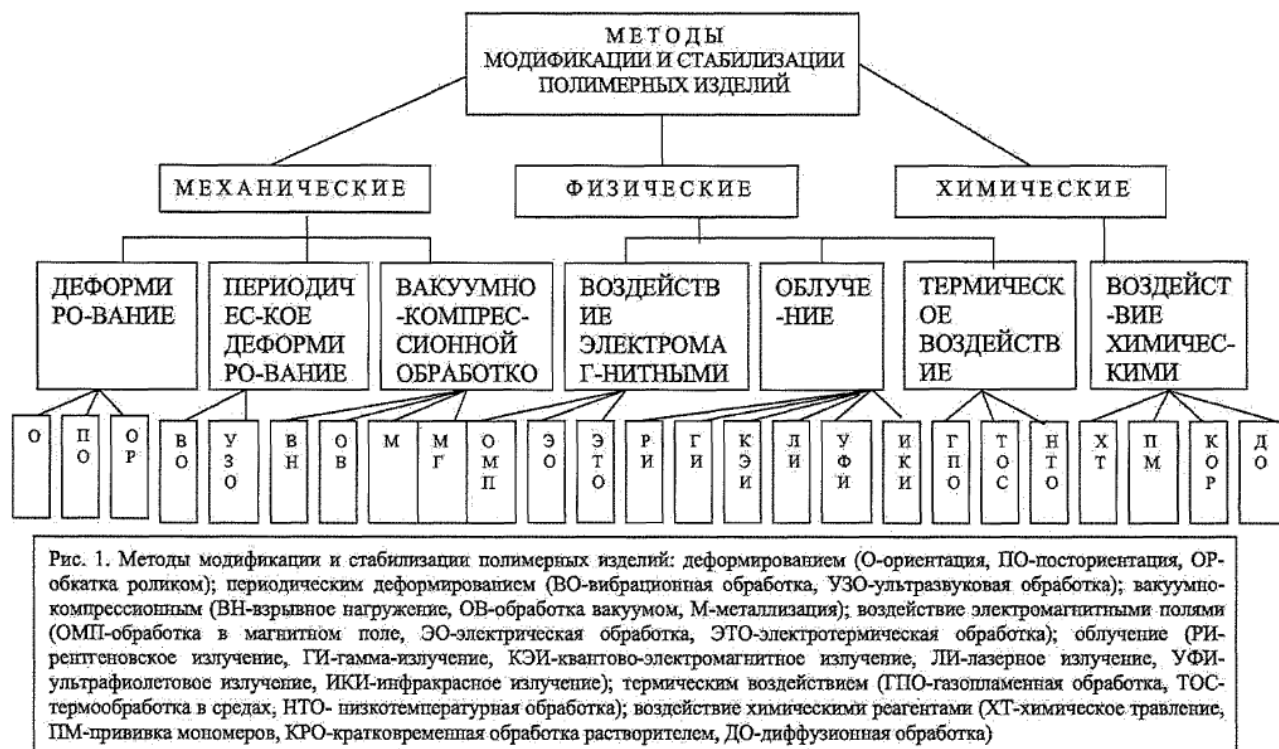 МЕТОДЫ
МОДИФИКАЦИИ И СТАБИЛИЗАЦИИ
ПОЛИМЕРНЫХ ИЗДЕЛИЙ
МЕХАНИЧЕСКИЕ
ФИЗИЧЕСКИЕ
ХИМИЧЕСКИЕ
ДЕФОРМИ
РО-ВАНИЕ
ПЕРИОДИЧ
ЕС-КОЕ
ДЕФОРМИ
РО-ВАНИЕ
ВАКУУМНО
-КОМПРЕС-
СИОННОЙ
ОБРАБОТКО
ВОЗДЕЙСТВ
ИЕ
ЭЛЕКТРОМА
Г-НИТНЫМИ
ОБЛУЧЕ
-НИЕ
ТЕРМИЧЕСК
ОЕ
ВОЗДЕЙСТВ
ИЕ
ВОЗДЕЙСТ
-ВИЕ
ХИМИЧЕС-
КИМИ
О
ПО
ОР
ВО
УЗО
ВН
ОВ
М
МГ
ОМП
ЭО
ЭТО
РИ
ГИ
КЭИ
ЛИ
УФИ
ИКИ
ГПО
ТОС
НТО
ХТ
ПМ
КОР
ДО
Рис. 1. Методы модификации и стабилизации полимерных изделий: деформированием (О-ориентация, ПО-посториентация, ОР-
обкатка роликом); периодическим деформированием (ВО-вибрационная обработка, УЗО-ультразвуковая обработка); вакуумно-
компрессионным (ВН-взрывное нагружение, ОВ-обработка вакуумом, М-металлизация); воздействие электромагнитными полями
(ОМП-обработка в магнитном поле, ЭО-электрическая обработка, ЭТО-электротермическая обработка); облучение (РИ-
рентгеновское излучение, ГИ-гамма-излучение, КЭИ-квантово-электромагнитное излучение, ЛИ-лазерное излучение, УФИ-
ультрафиолетовое излучение, ИКИ-инфракрасное излучение); термическим воздействием (ГПО-газопламенная обработка, ТОС-
термообработка в средах, НТО- низкотемпературная обработка); воздействие химическими реагентами (ХТ-химическое травление,
ПМ-прививка мономеров, КРО-кратковременная обработка растворителем, ДО-диффузионная обработка)